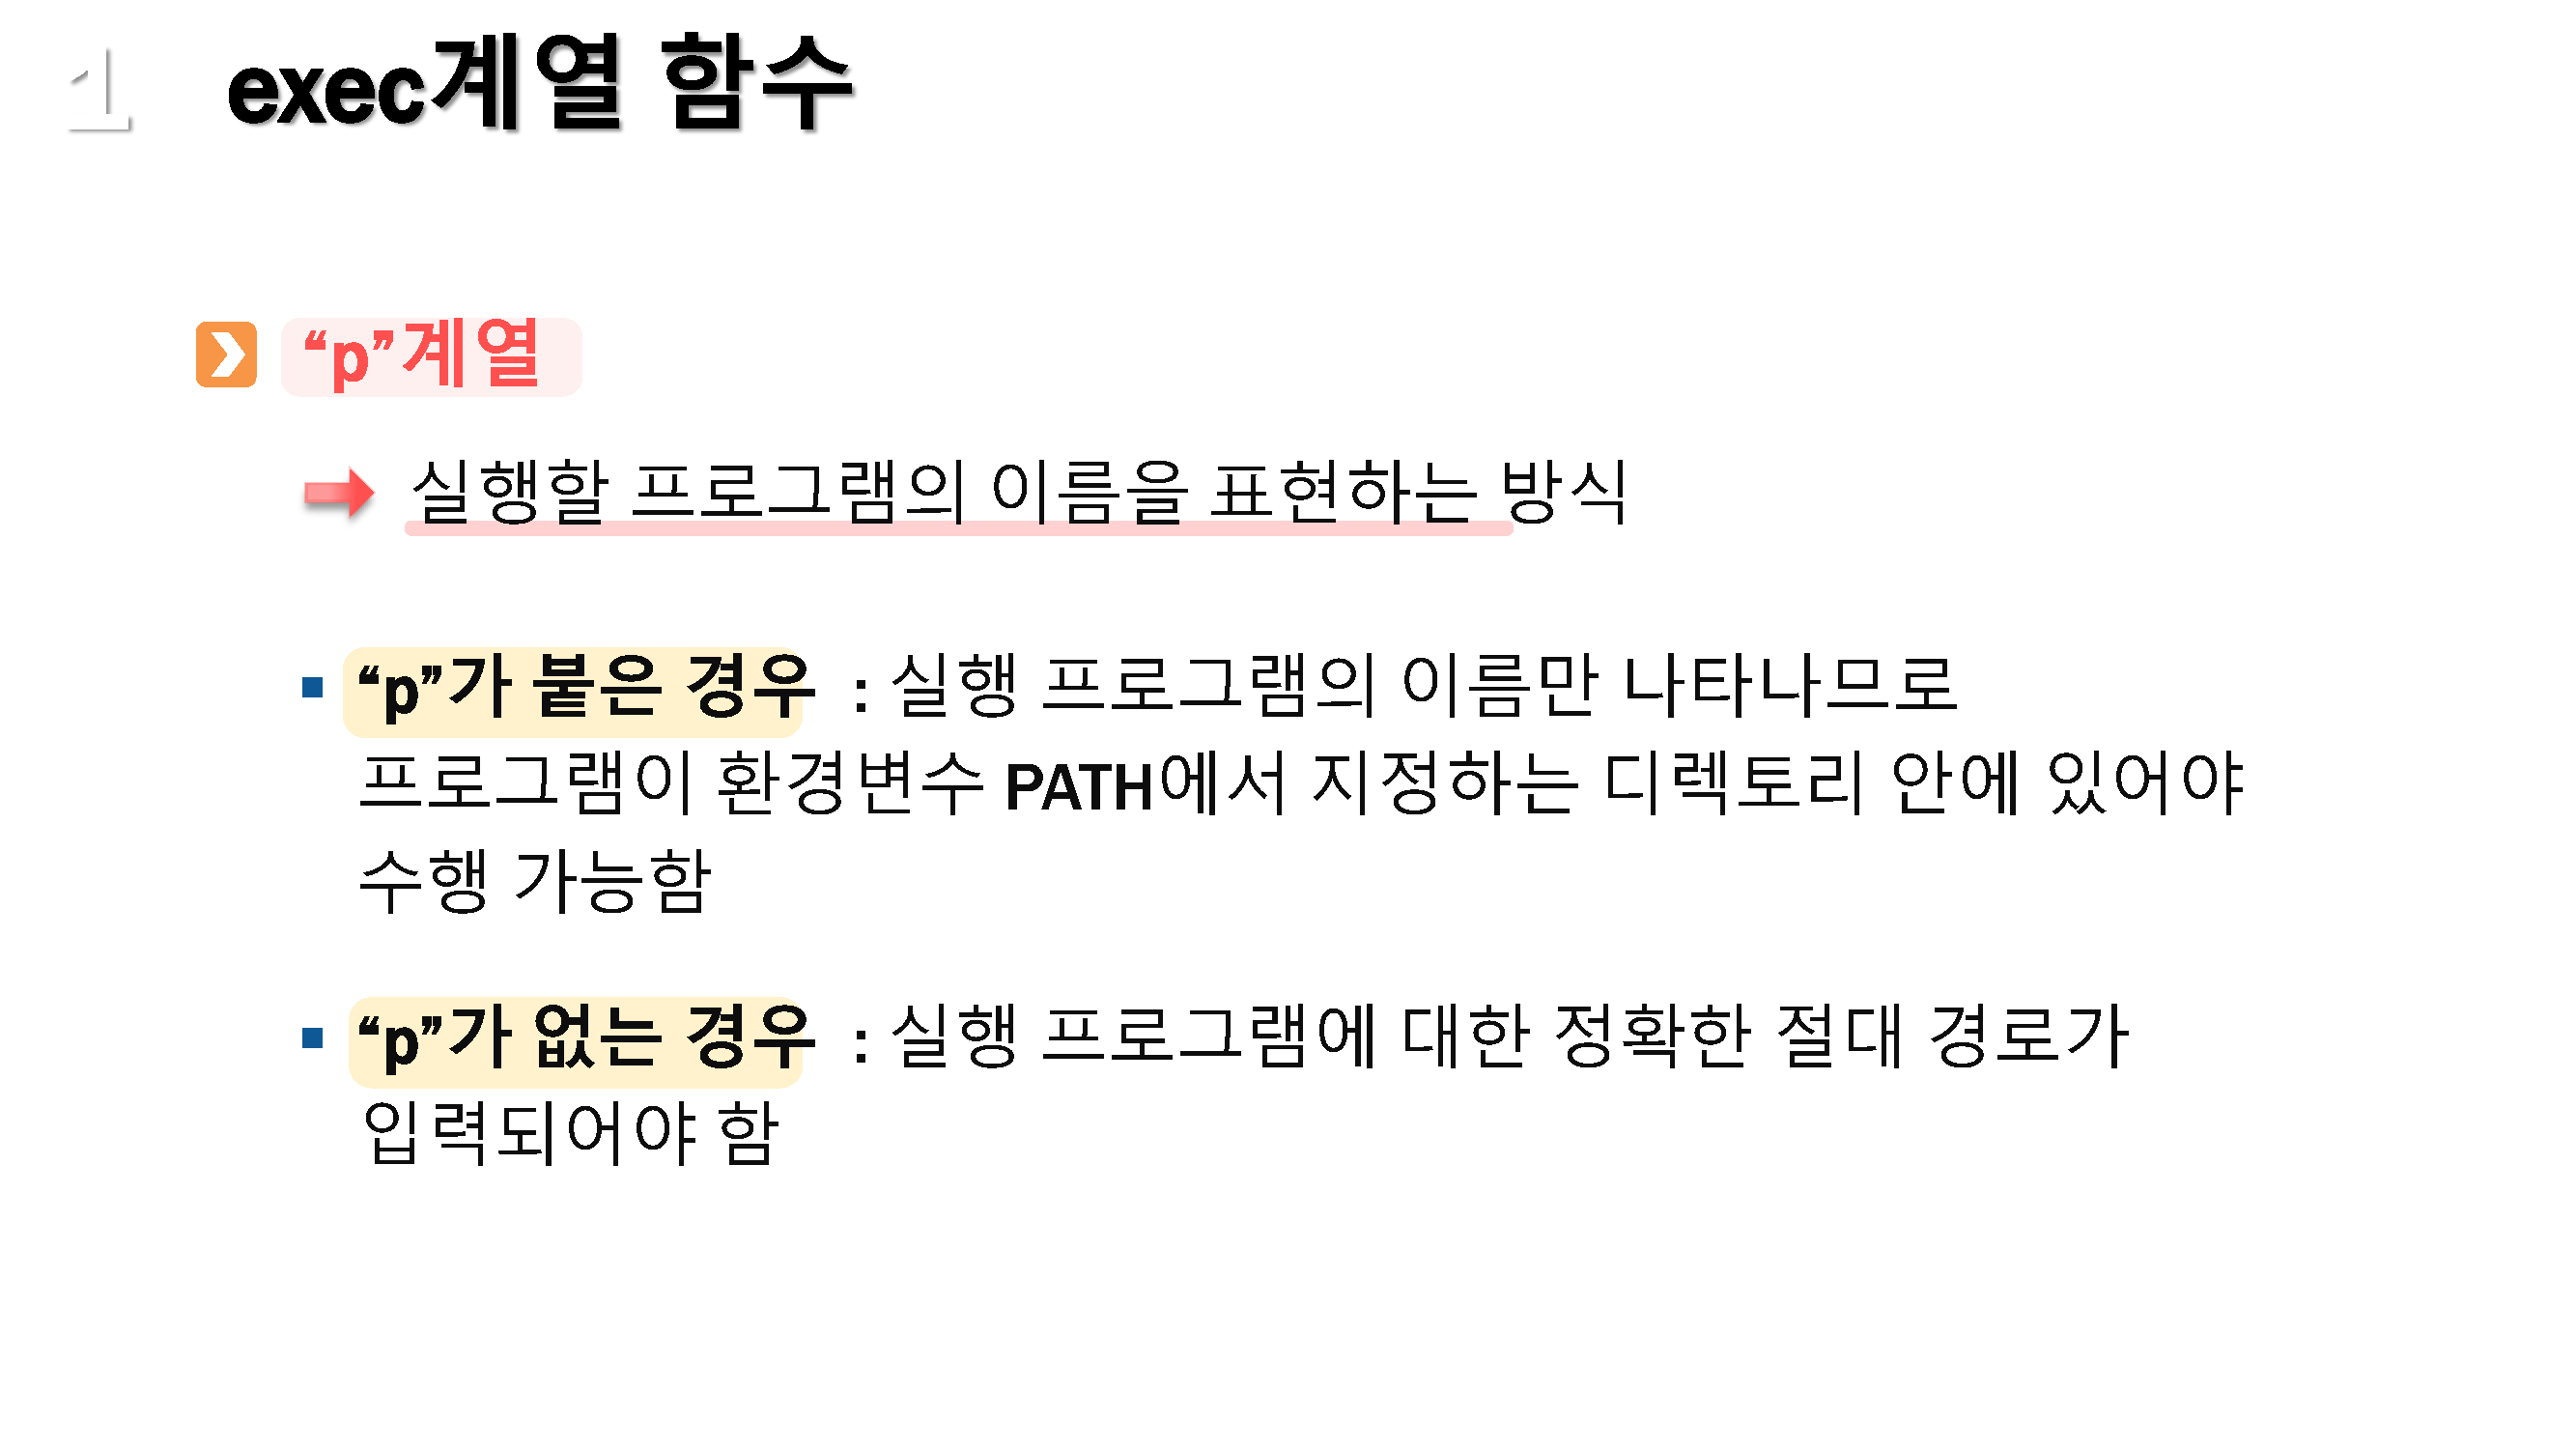 1 exec계열 함수
“p”계열
실행할 프로그램의 이름을 표현하는 방식
“p”가 붙은 경우 : 실행 프로그램의 이름만 나타나므로
프로그램이 환경변수 PATH에서 지정하는 디렉토리 안에 있어야
수행 가능함
“p”가 없는 경우 : 실행 프로그램에 대한 정확한 절대 경로가
입력되어야 함